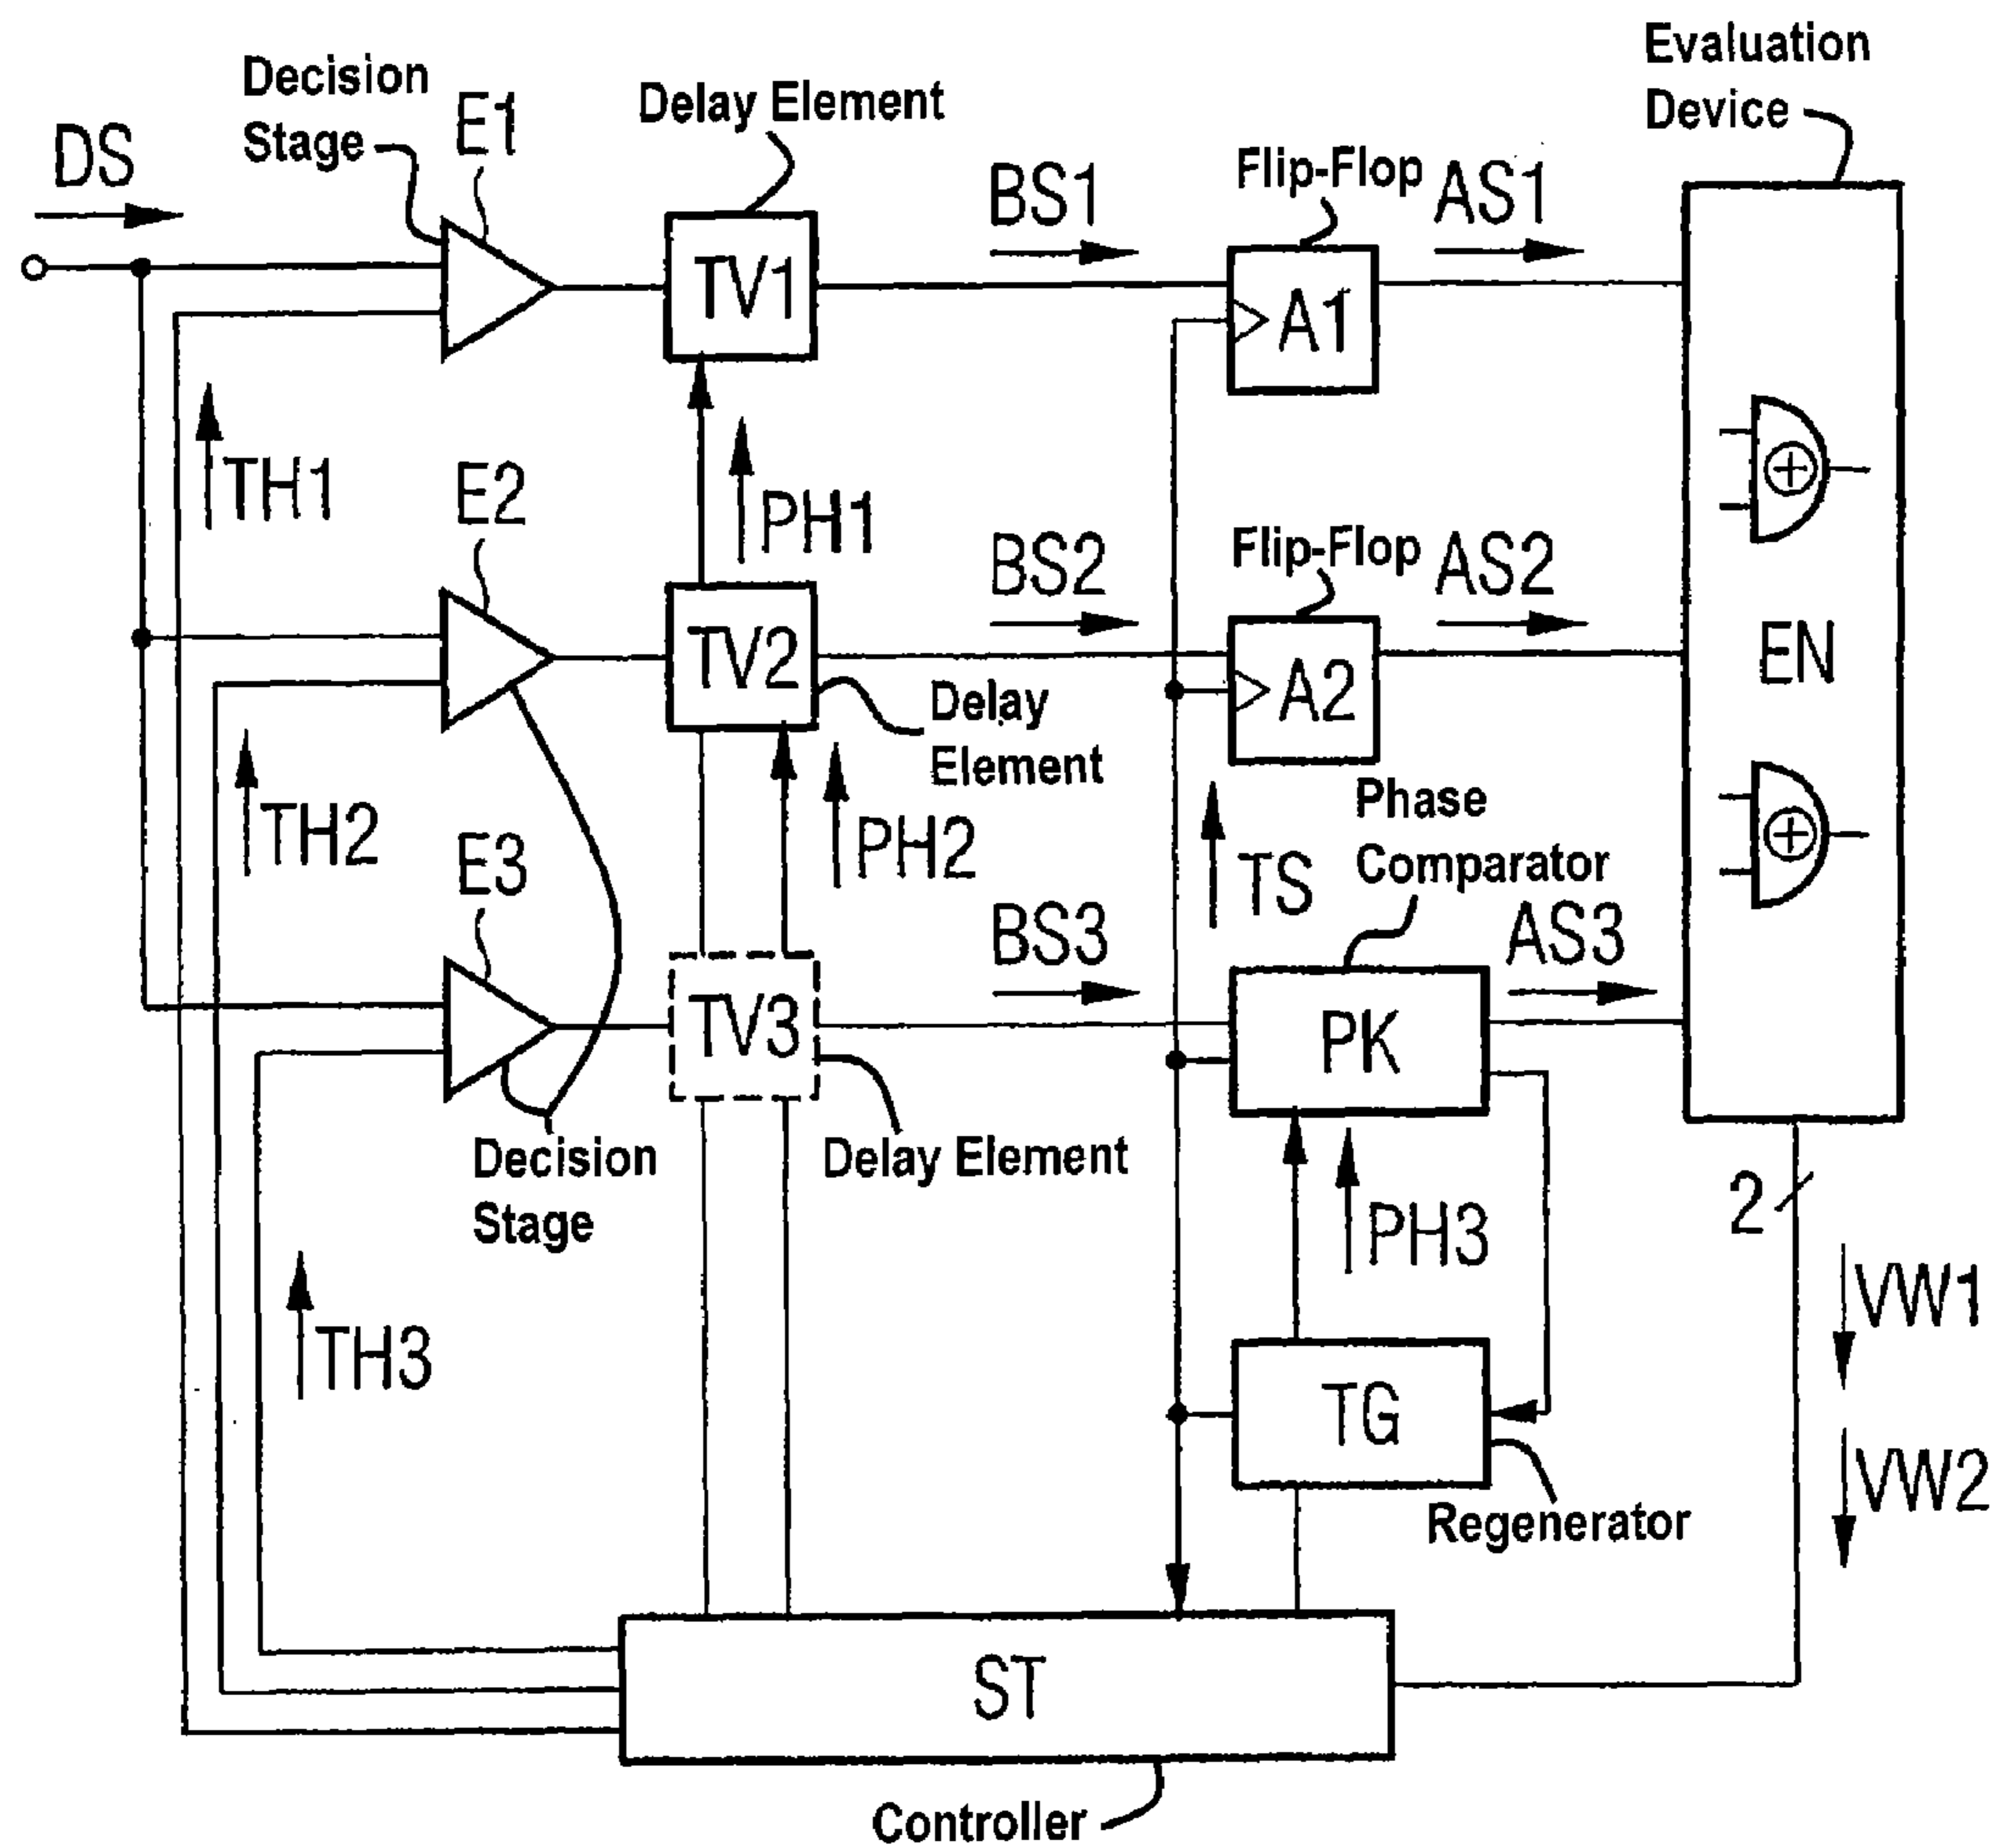 Evaluation
Device
Decision
Stage
E1
Delay Element
DS
BS1
Flip-Flop
AS1
TV1
A1
TH1
E2
PH1
BS2
Flip-Flop
AS2
TV2
A2
EN
Delay
Element
TH2
E3
PH2
TS
Phase
Comparator
BS3
AS3
TV3
PK
Decision
Stage
Delay Element
PH3
2
VW1
TH3
TG
VW2
Regenerator
ST
Controller